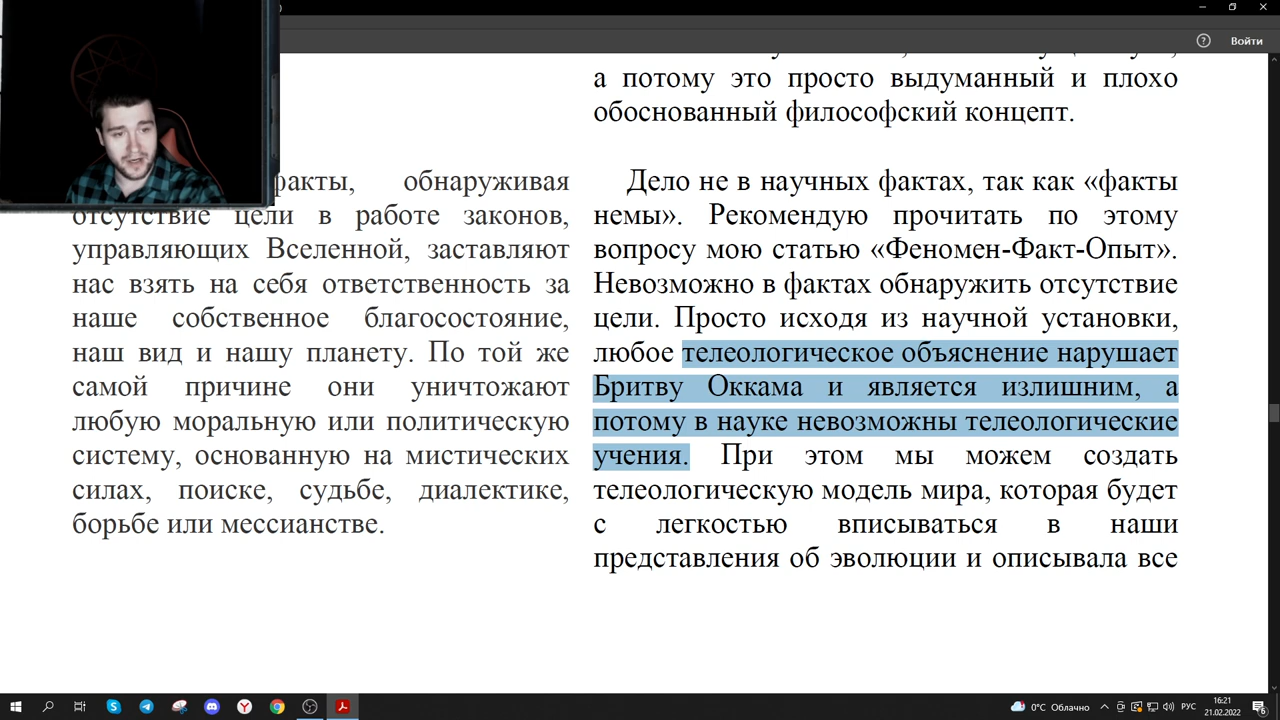 Войти
факты, обнаруживая
отсутствие цели в работе законов,
управляющих Вселенной, заставляют
нас взять на себя ответственность за
наше собственное благосостояние,
наш вид и нашу планету. По той же
самой причине они уничтожают
любую моральную или политическую
систему, основанную на мистических
силах, поиске, судьбе, диалектике,
борьбе или мессианстве.
а потому это просто выдуманный и плохо
обоснованный философский концепт.
Дело не в научных фактах, так как «факты
немы». Рекомендую прочитать по этому
вопросу мою статью «Феномен-Факт-Опыт».
Невозможно в фактах обнаружить отсутствие
цели. Просто исходя из научной установки,
любое телеологическое объяснение нарушает
Бритву Оккама и является излишним, а
потому в науке невозможны телеологические
учения. При этом мы можем создать
телеологическую модель мира, которая будет
с легкостью вписываться в наши
представления об эволюции и описывала все
0°C Облачно
РУС
16:21
21.02.2022
6